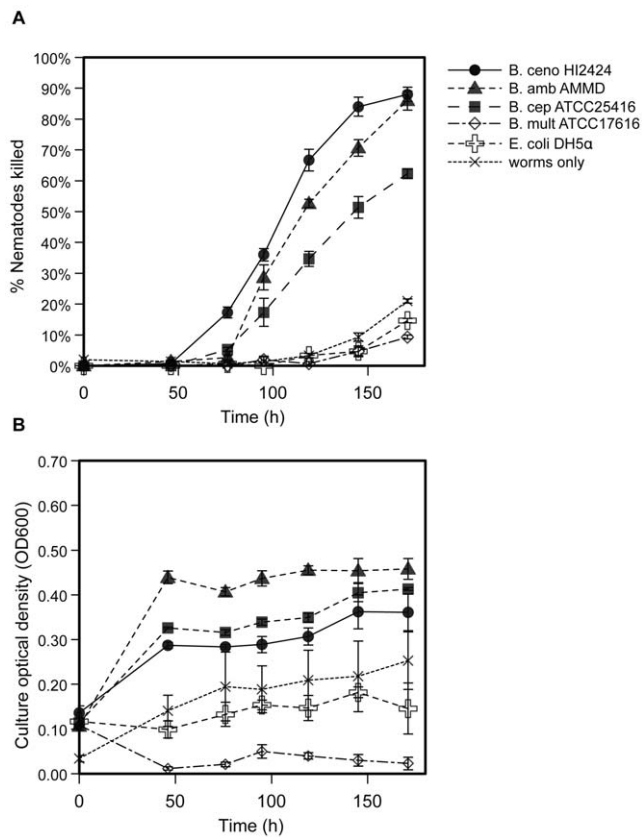 A
100%
90%
80%
70%
60%
50%
40%
30%
20%
10%
0%
% Nematodes killed
0 50 100 150
Time (h)
B. ceno HI2424
B. amb AMMD
B. cep ATCC25416
B. mult ATCC17616
E. coli DH5α
worms only
B
0.70
0.60
0.50
0.40
0.30
0.20
0.10
0.00
Culture optical density (OD600)
0 50 100 150
Time (h)